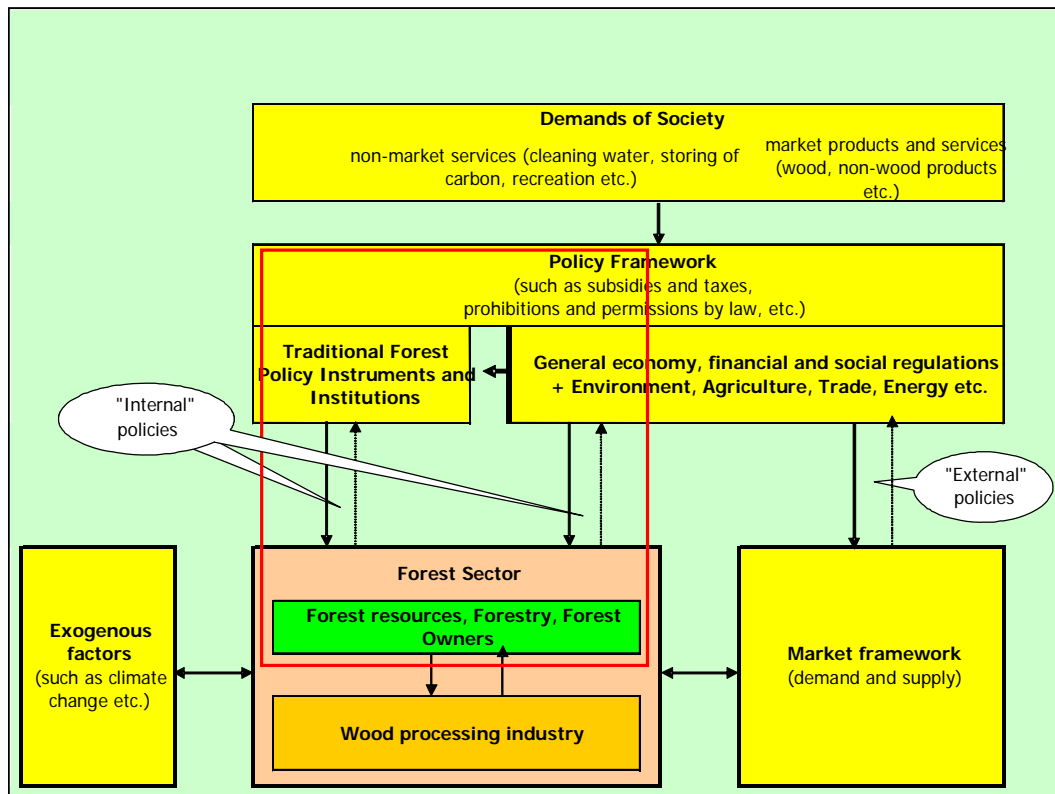 Demands of Society
non-market services (cleaning water, storing of
carbon, recreation etc.)
market products and services
(wood, non-wood products
etc.)
Policy Framework
(such as subsidies and taxes,
prohibitions and permissions by law, etc.)
Traditional Forest
Policy Instruments and
Institutions
General economy, financial and social regulations
+ Environment, Agriculture, Trade, Energy etc.
"Internal"
policies
"External"
policies
Exogenous
factors
(such as climate
change etc.)
Forest Sector
Forest resources, Forestry, Forest
Owners
Wood processing industry
Market framework
(demand and supply)